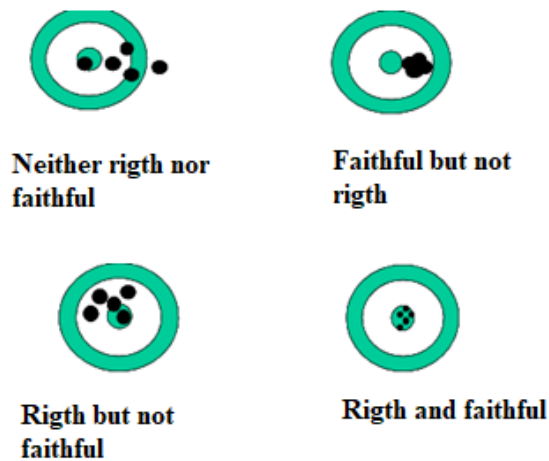 Neither rigth nor
faithful
Faithful but not
rigth
Rigth but not
faithful
Rigth and faithful